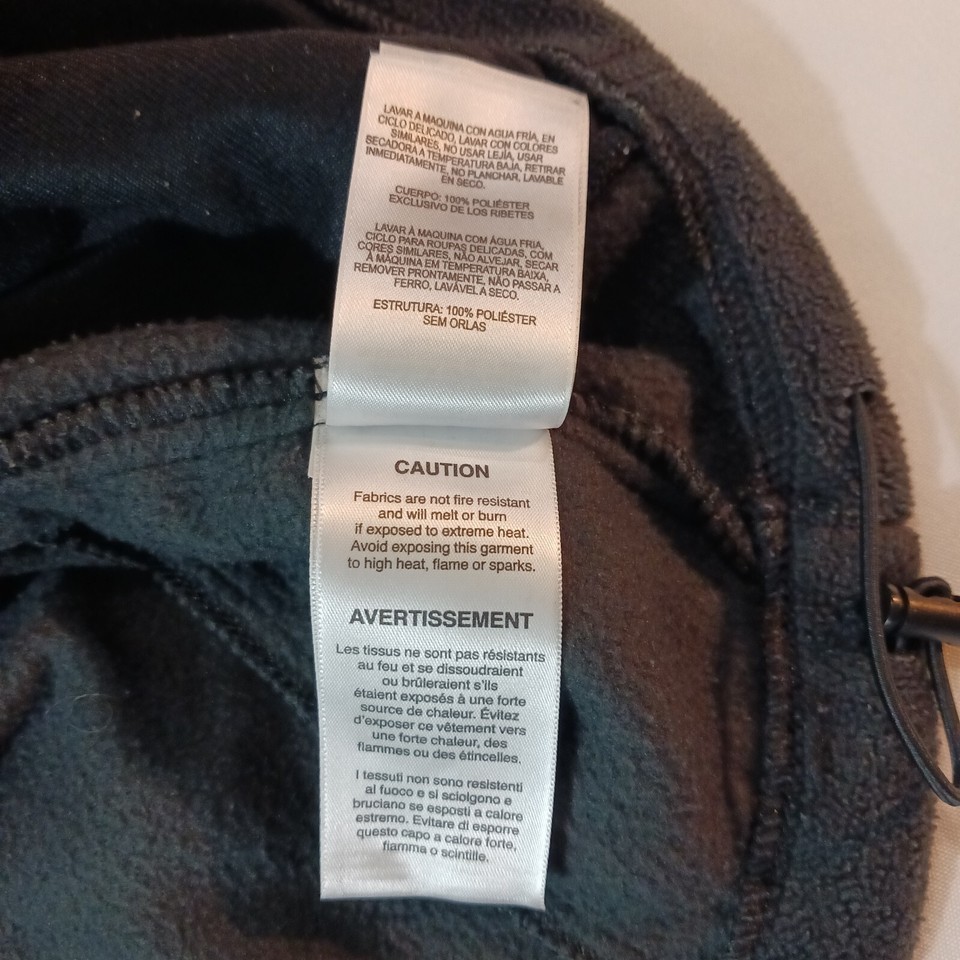 LAVAR A MAQUINA CON AGUA FRÍA, EN
CICLO DELICADO, LAVAR CON COLORES
SIMILARES, NO USAR LEJÍA, USAR
SECADORA A TEMPERATURA BAJA, RETIRAR
INMEDIATAMENTE, NO PLANCHAR, LAVABLE
EN SECO.
CUERPO: 100% POLIÉSTER
EXCLUSIVO DE LOS RIBETES
LAVAR À MAQUINA COM ÁGUA FRIA,
CICLO PARA ROUPAS DELICADAS, COM
CORES SIMILARES, NÃO ALVEJAR, SECAR
À MÁQUINA EM TEMPERATURA BAIXA,
REMOVER PRONTAMENTE, NÃO PASSAR A
FERRO, LAVÁVEL A SECO.
ESTRUTURA: 100% POLIÉSTER
SEM ORLAS
CAUTION
Fabrics are not fire resistant
and will melt or burn
if exposed to extreme heat.
Avoid exposing this garment
to high heat, flame or sparks.
AVERTISSEMENT
Les tissus ne sont pas résistants
au feu et se dissoudraient
ou brûleraient s'ils
étaient exposés à une forte
source de chaleur. Évitez
d'exposer ce vêtement vers
une forte chaleur, des
flammes ou des étincelles.
I tessuti non sono resistenti
al fuoco e si sciolgono e
bruciano se esposti a calore
estremo. Evitare di esporre
questo capo a calore forte,
fiamma o scintille.